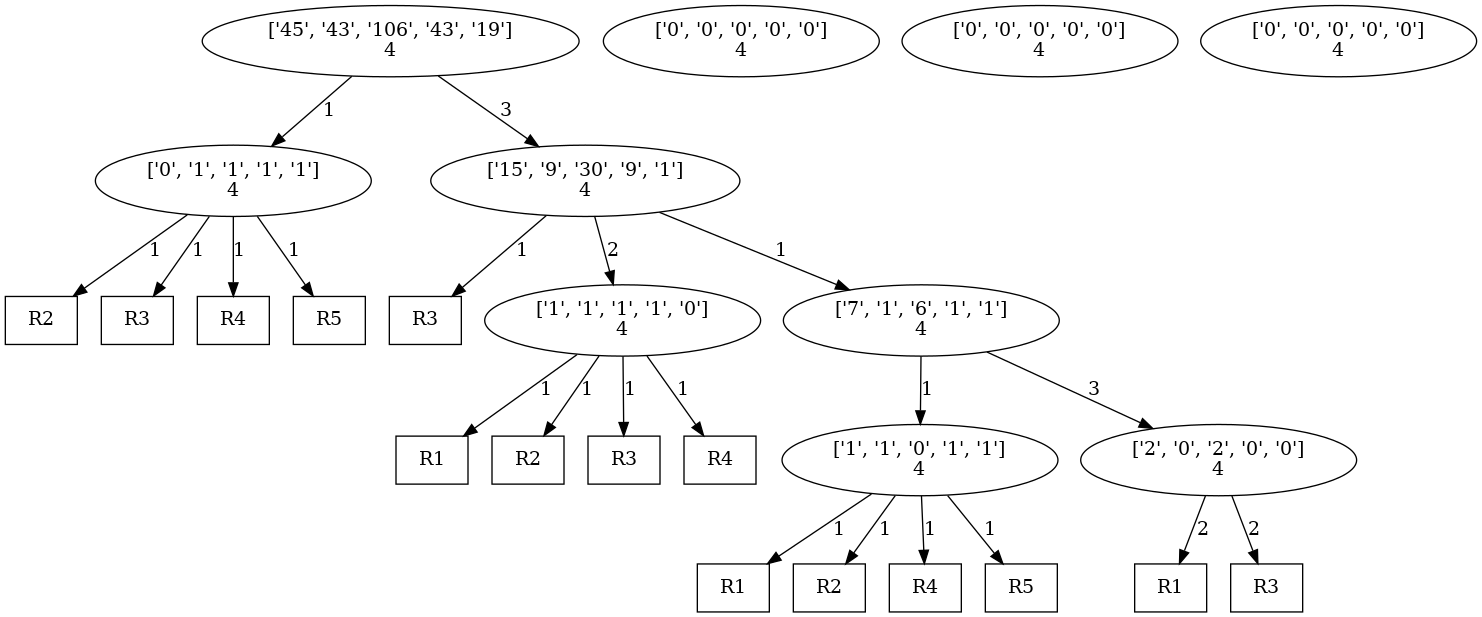 ['45', '43', '106', '43', '19']
4
['0', '0', '0', '0', '0']
4
['0', '0', '0', '0', '0']
4
['0', '0', '0', '0', '0']
4
1
3
['0', '1', '1', '1', '1']
4
['15', '9', '30', '9', '1']
4
1
1
1
1
1
2
1
R2
R3
R4
R5
R3
['1', '1', '1', '1', '0']
4
['7', '1', '6', '1', '1']
4
1
1
1
1
1
3
R1
R2
R3
R4
['1', '1', '0', '1', '1']
4
['2', '0', '2', '0', '0']
4
1
1
1
1
2
2
R1
R2
R4
R5
R1
R3